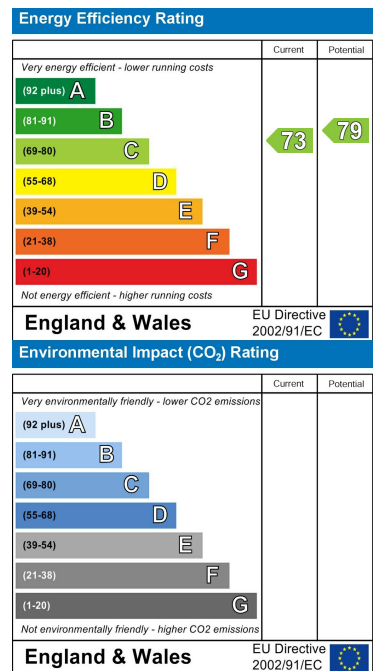 Energy Efficiency Rating
Current Potential
Very energy efficient - lower running costs
(92 plus) A
(81-91) B
(69-80) C
73 79
(55-68) D
(39-54) E
(21-38) F
(1-20) G
Not energy efficient - higher running costs
England & Wales
EU Directive
2002/91/EC
Environmental Impact (CO₂) Rating
Current Potential
Very environmentally friendly - lower CO2 emissions
(92 plus) A
(81-91) B
(69-80) C
(55-68) D
(39-54) E
(21-38) F
(1-20) G
Not environmentally friendly - higher CO2 emissions
England & Wales
EU Directive
2002/91/EC